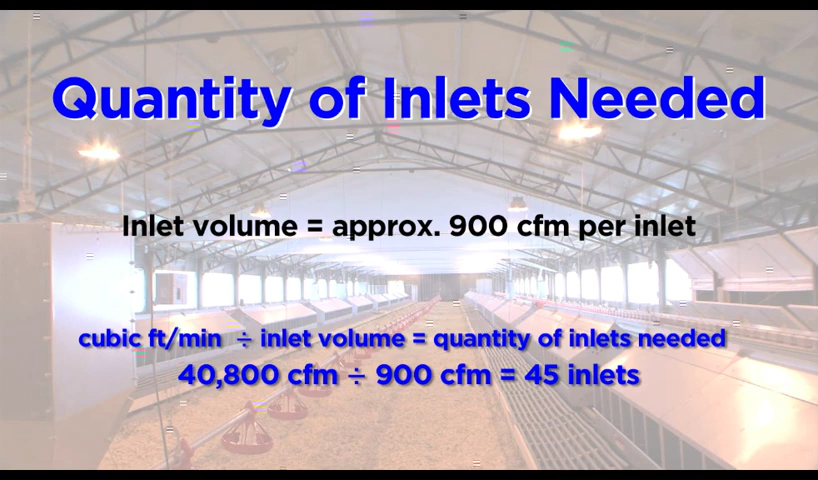 Quantity of Inlets Needed
Inlet volume = approx. 900 cfm per inlet
cubic ft/min ÷ inlet volume = quantity of inlets needed
40,800 cfm ÷ 900 cfm = 45 inlets